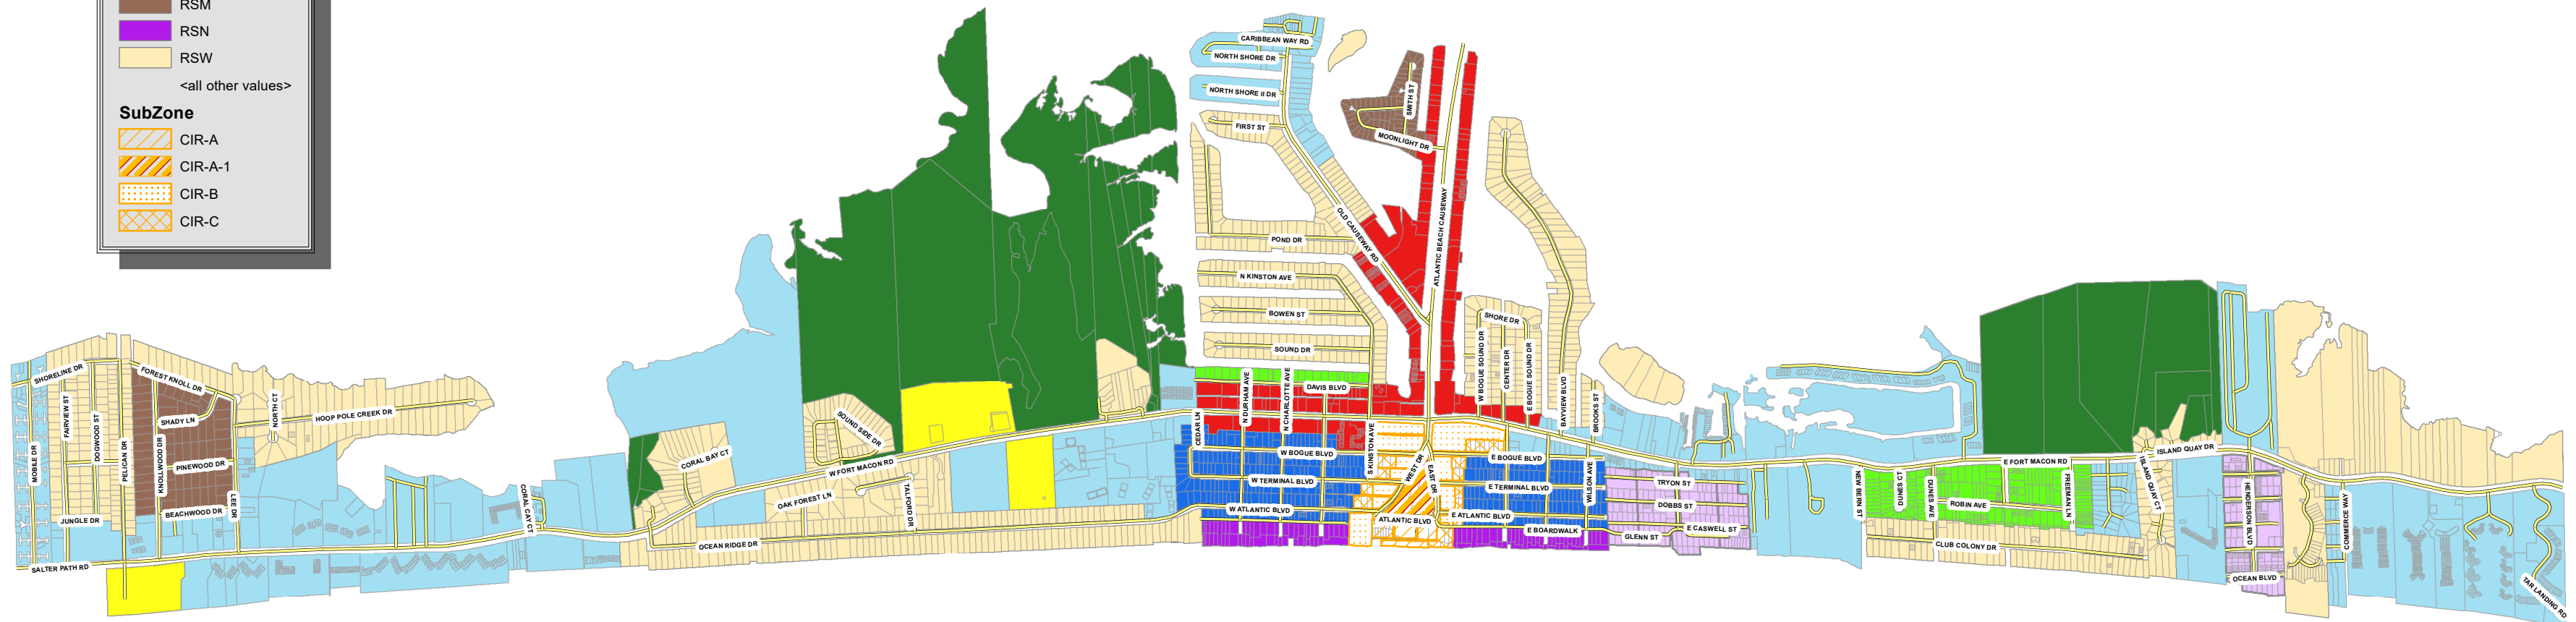 RSM
RSN
RSW
<all other values>
SubZone
CIR-A
CIR-A-1
CIR-B
CIR-C
CARIBBEAN WAY RD
NORTH SHORE DR
NORTH SHORE II DR
FIRST ST
SMITH ST
MOONLIGHT DR
OLD CAUSEWAY RD
ATLANTIC BEACH CAUSEWAY
POND DR
N KINSTON AVE
BOWEN ST
SOUND DR
SHORE DR
W BOGUE SOUND DR
CENTER DR
E BOGUE SOUND DR
BAYVIEW BLVD
BROOKS ST
DAVIS BLVD
N DURHAM AVE
N CHARLOTTE AVE
CEDAR LN
S KINSTON AVE
W BOGUE BLVD
E BOGUE BLVD
WEST DR
EAST DR
W TERMINAL BLVD
E TERMINAL BLVD
WILSON AVE
W ATLANTIC BLVD
ATLANTIC BLVD
E ATLANTIC BLVD
E BOARDWALK
TRYON ST
DOBBS ST
E CASWELL ST
GLENN ST
SHORELINE DR
FOREST KNOLL DR
FAIRVIEW ST
DOGWOOD ST
PELICAN DR
MOBILE DR
JUNGLE DR
SHADY LN
KNOLLWOOD DR
PINEWOOD DR
BEACHWOOD DR
LEE DR
NORTH CT
HOOP POLE CREEK DR
SALTER PATH RD
CORAL CAY CT
CORAL BAY CT
SOUND SIDE DR
W FORT MACON RD
OAK FOREST LN
TALFORD DR
OCEAN RIDGE DR
NEW BERN ST
DUNES CT
DUNES AVE
ROBIN AVE
FREEMAN LN
E FORT MACON RD
CLUB COLONY DR
ISLAND QUAY DR
ISLAND QUAY CT
HENDERSON BLVD
OCEAN BLVD
COMMERCE WAY
TAR LANDING RD